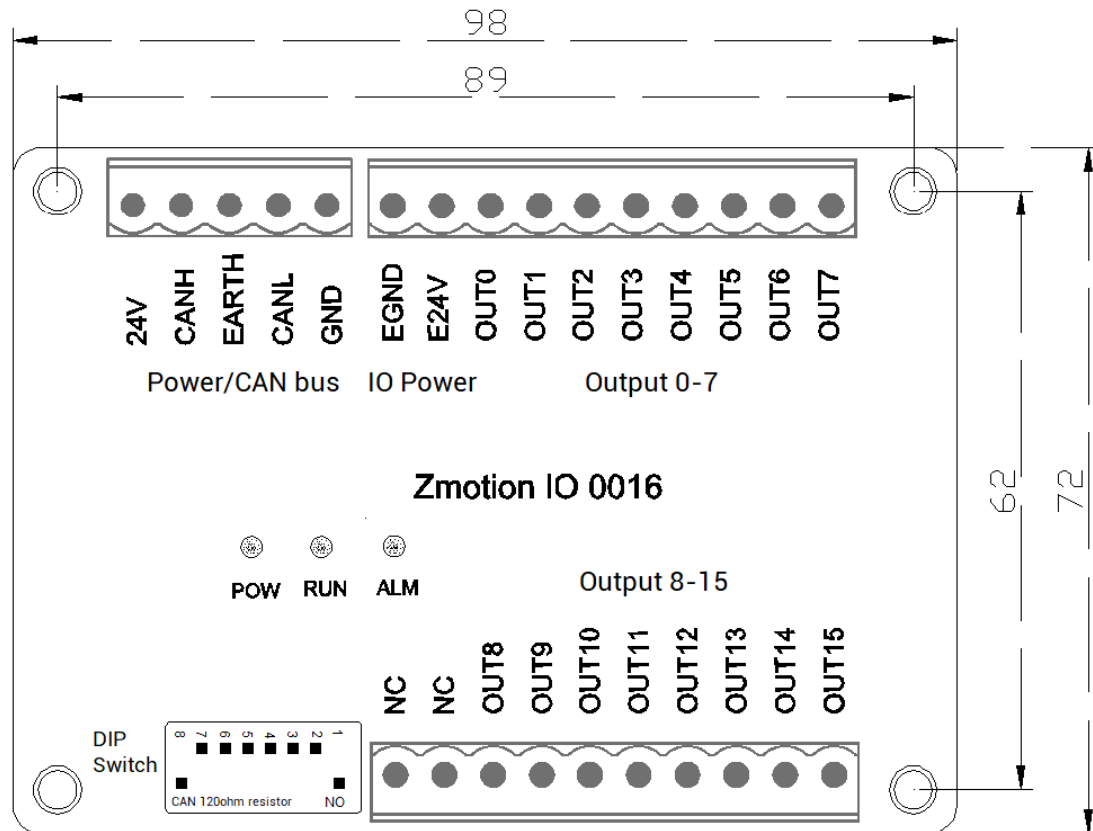 98
89
24V CANH EARTH CANL GND EGND E24V OUT0 OUT1 OUT2 OUT3 OUT4 OUT5 OUT6 OUT7
Power/CAN bus IO Power Output 0-7
62
72
Zmotion IO 0016
POW RUN ALM
Output 8-15
NC NC OUT8 OUT9 OUT10 OUT11 OUT12 OUT13 OUT14 OUT15
DIP
Switch
8 7 6 5 4 3 2 1
CAN 120ohm resistor NO